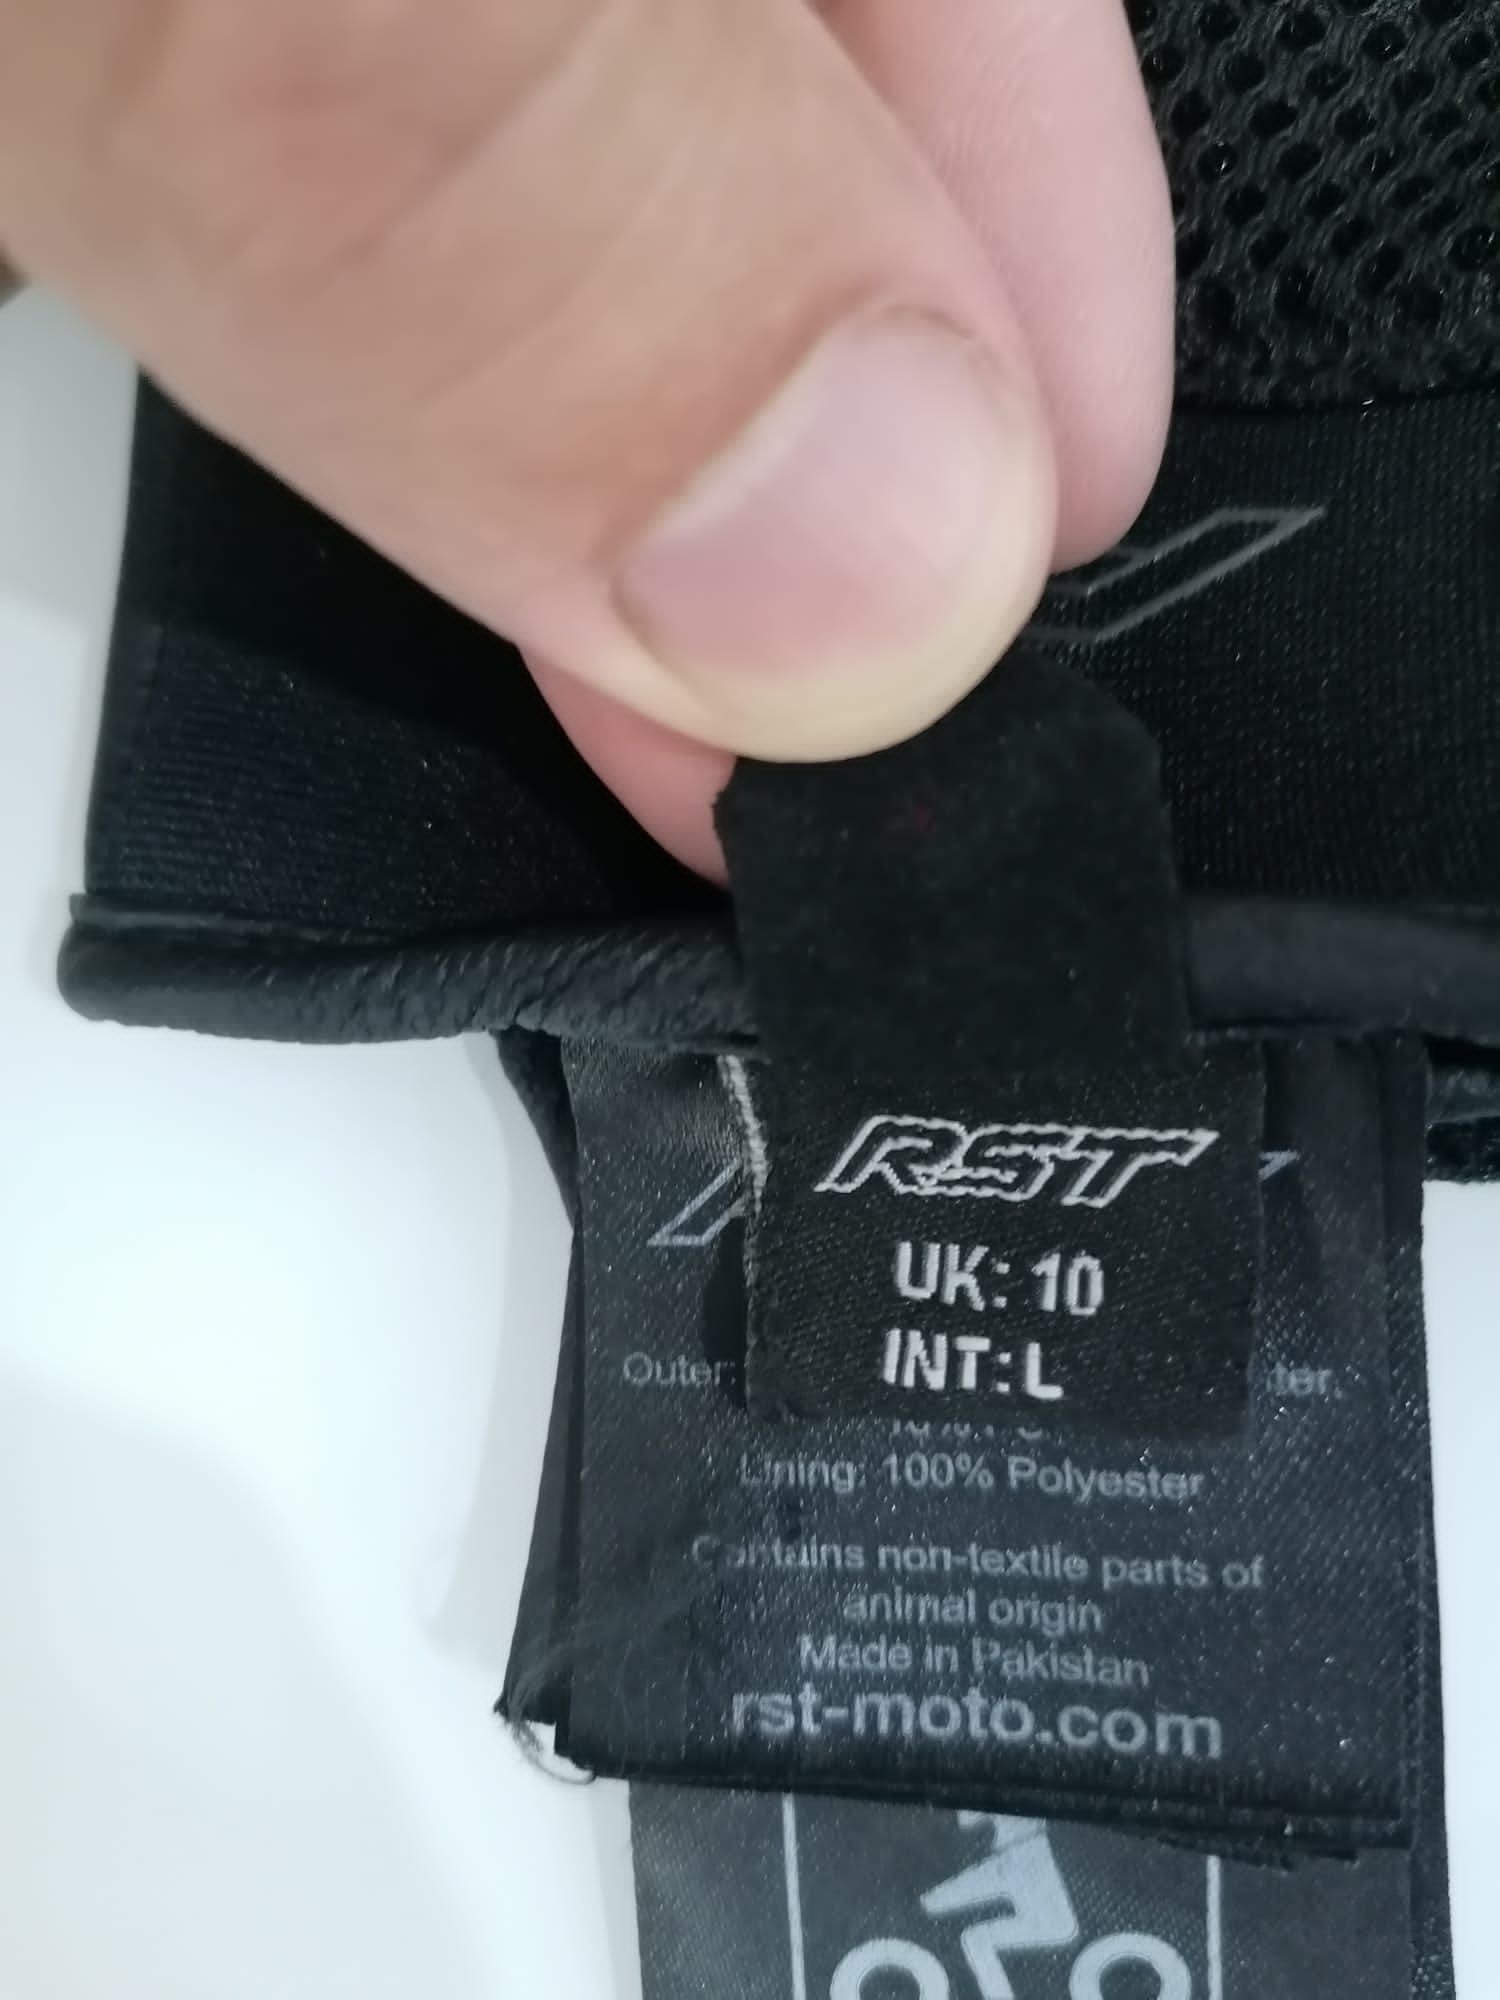 RST
UK: 10
INT: L
Outer:
Lining: 100% Polyester
Contains non-textile parts of
animal origin
Made in Pakistan
rst-moto.com